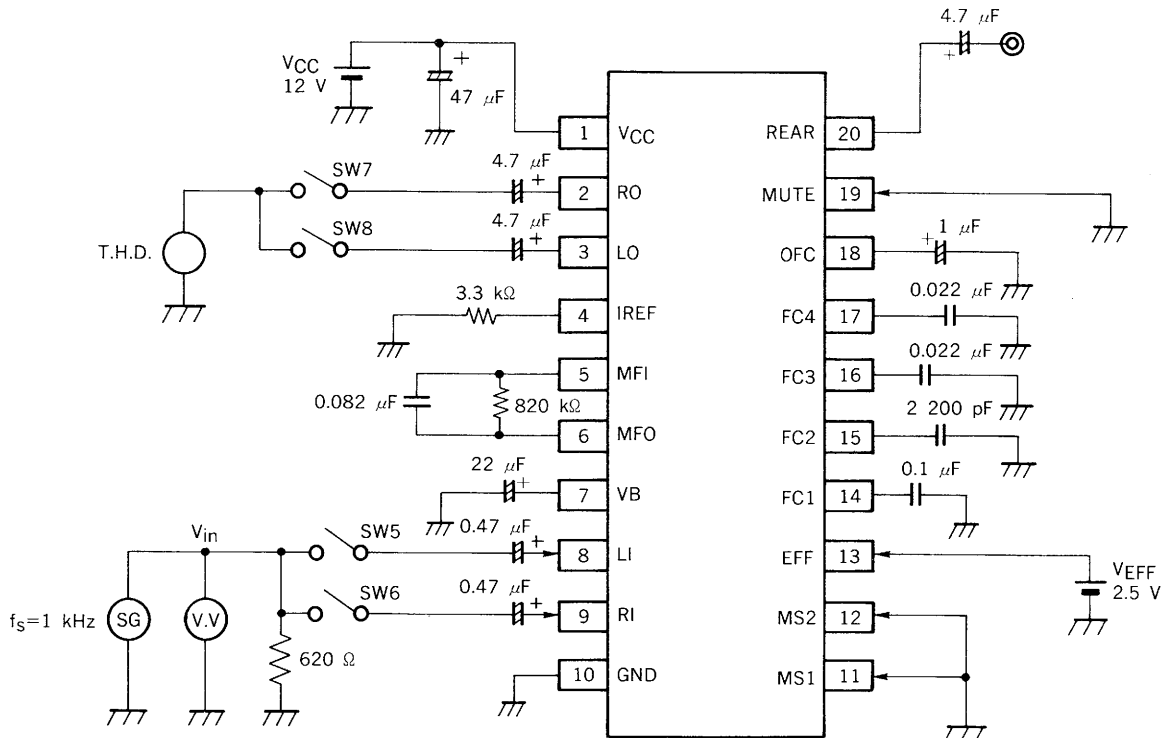 4.7 μF
+
VCC
12 V
+
47 μF
1 VCC
REAR 20
SW7
4.7 μF
+
2 RO
MUTE 19
SW8
4.7 μF
+
3 LO
OFC 18
+
1 μF
T.H.D.
3.3 kΩ
4 IREF
FC4 17
0.022 μF
5 MFI
FC3 16
0.022 μF
0.082 μF
820 kΩ
6 MFO
FC2 15
2 200 pF
22 μF
+
7 VB
FC1 14
0.1 μF
Vin
SW5
0.47 μF
+
8 LI
EFF 13
VEFF
2.5 V
fS=1 kHz
SG
V.V
SW6
0.47 μF
+
9 RI
MS2 12
620 Ω
10 GND
MS1 11